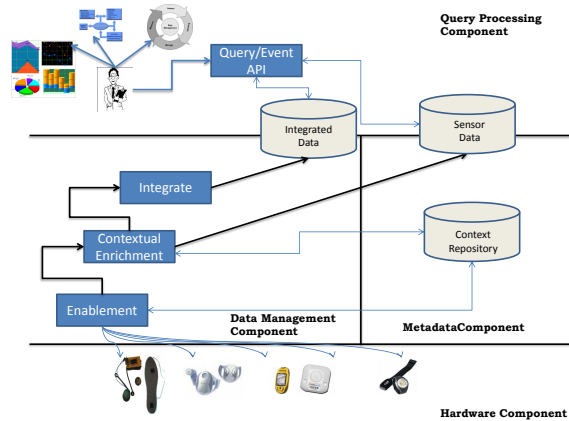 Query Processing
Component
Query/Event
API
Integrated
Data
Sensor
Data
Integrate
Contextual
Enrichment
Context
Repository
Enablement
Data Management
Component
MetadataComponent
Hardware Component